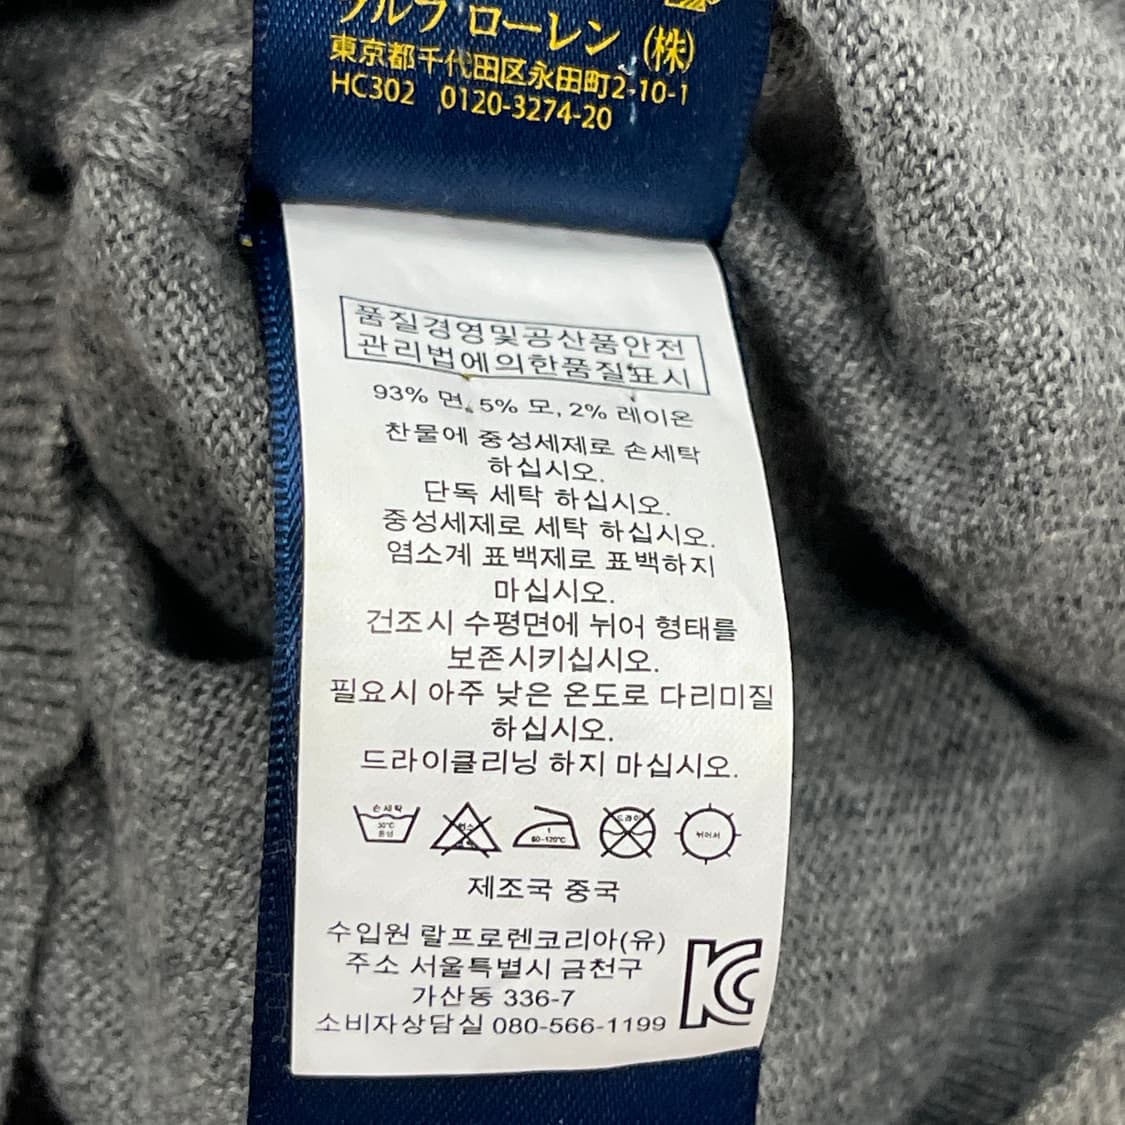 ラルフ ローレン (株)
東京都千代田区永田町2-10-1
HC302 0120-3274-20
품질경영및공산품안전
관리법에의한품질표시
93% 면, 5% 모, 2% 레이온
찬물에 중성세제로 손세탁
하십시오.
단독 세탁 하십시오.
중성세제로 세탁 하십시오.
염소계 표백제로 표백하지
마십시오.
건조시 수평면에 뉘어 형태를
보존시키십시오.
필요시 아주 낮은 온도로 다리미질
하십시오.
드라이클리닝 하지 마십시오.
손세탁
30°C
중성
염소
1
80-120°C
드라이
뉘어서
제조국 중국
수입원 랄프로렌코리아(유)
주소 서울특별시 금천구
가산동 336-7
소비자상담실 080-566-1199
KC